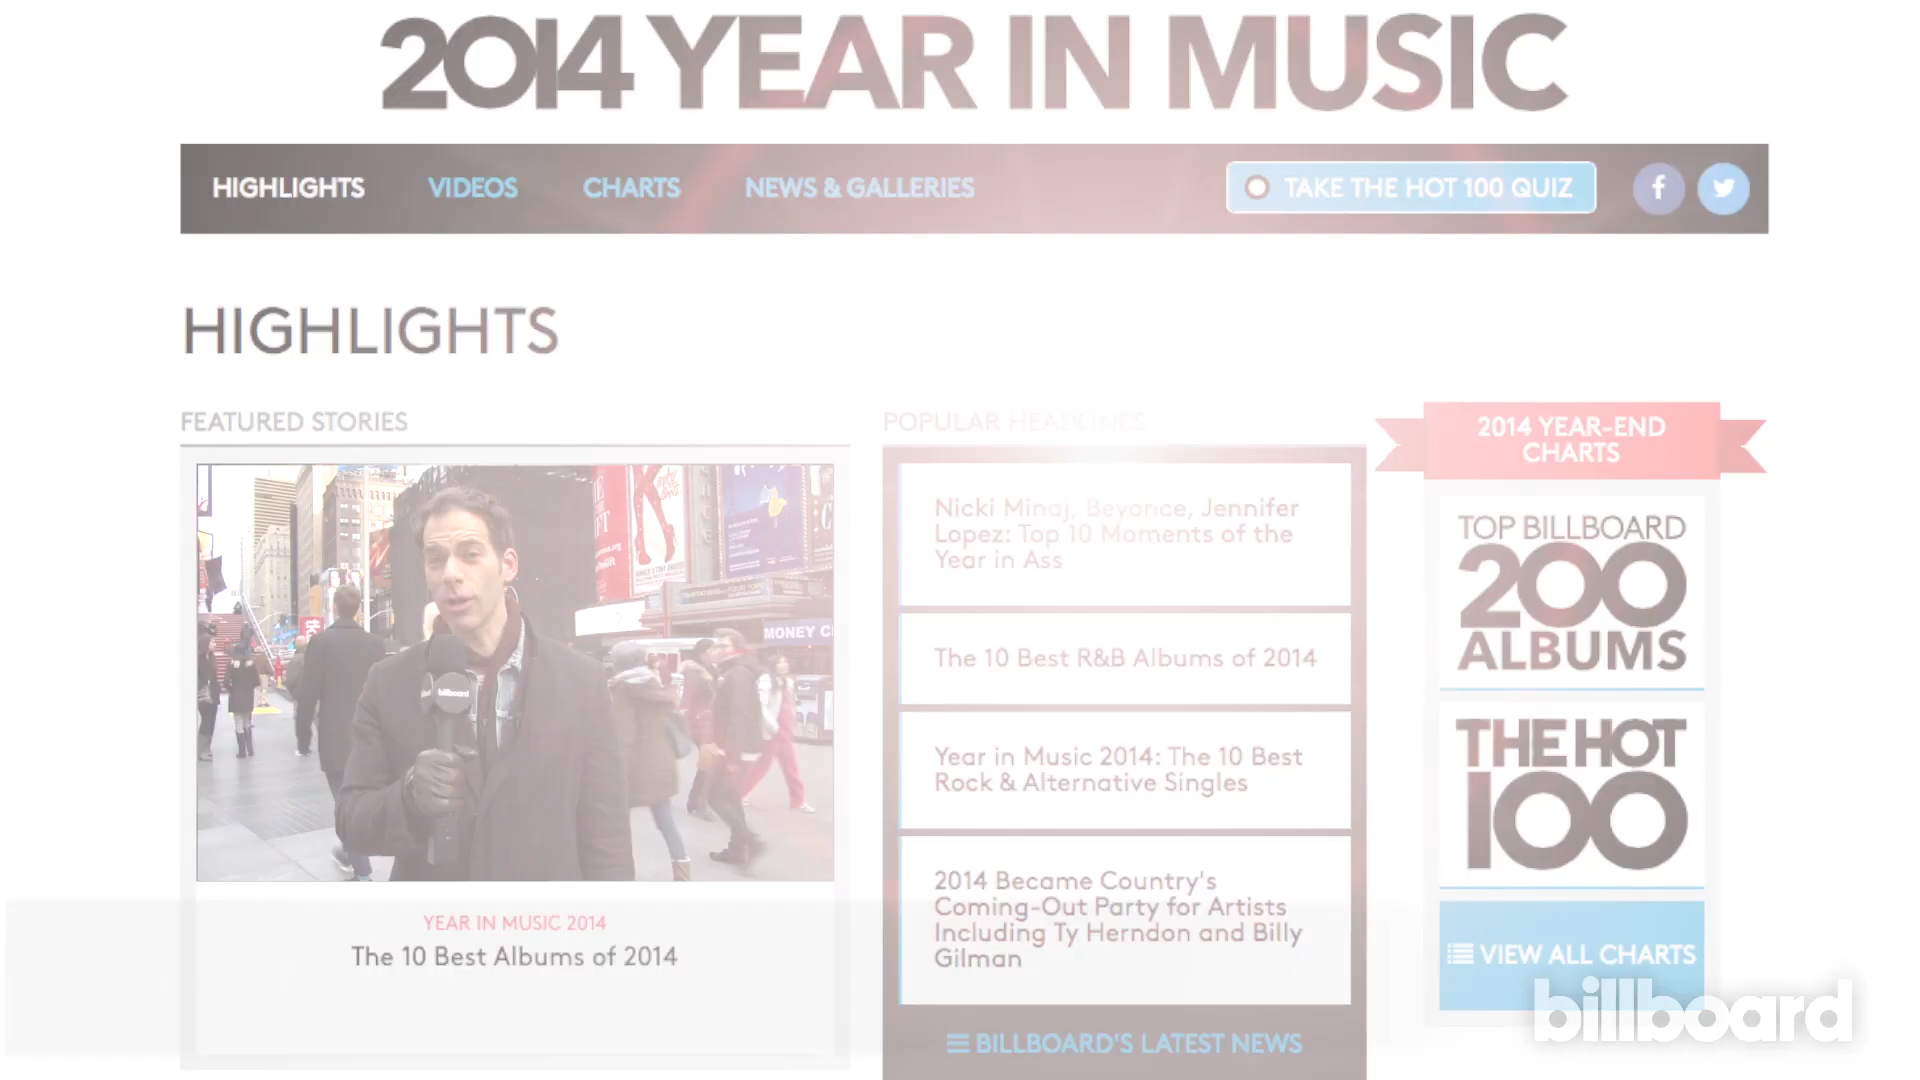 2014 YEAR IN MUSIC
HIGHLIGHTS
VIDEOS
CHARTS
NEWS & GALLERIES
TAKE THE HOT 100 QUIZ
f
HIGHLIGHTS
FEATURED STORIES
MONEY C
billboard
YEAR IN MUSIC 2014
The 10 Best Albums of 2014
POPULAR HEADLINES
Nicki Minaj, Beyonce, Jennifer
Lopez: Top 10 Moments of the
Year in Ass
The 10 Best R&B Albums of 2014
Year in Music 2014: The 10 Best
Rock & Alternative Singles
2014 Became Country's
Coming-Out Party for Artists
Including Ty Herndon and Billy
Gilman
BILLBOARD'S LATEST NEWS
2014 YEAR-END
CHARTS
TOP BILLBOARD
200
ALBUMS
THE HOT
100
VIEW ALL CHARTS
billboard